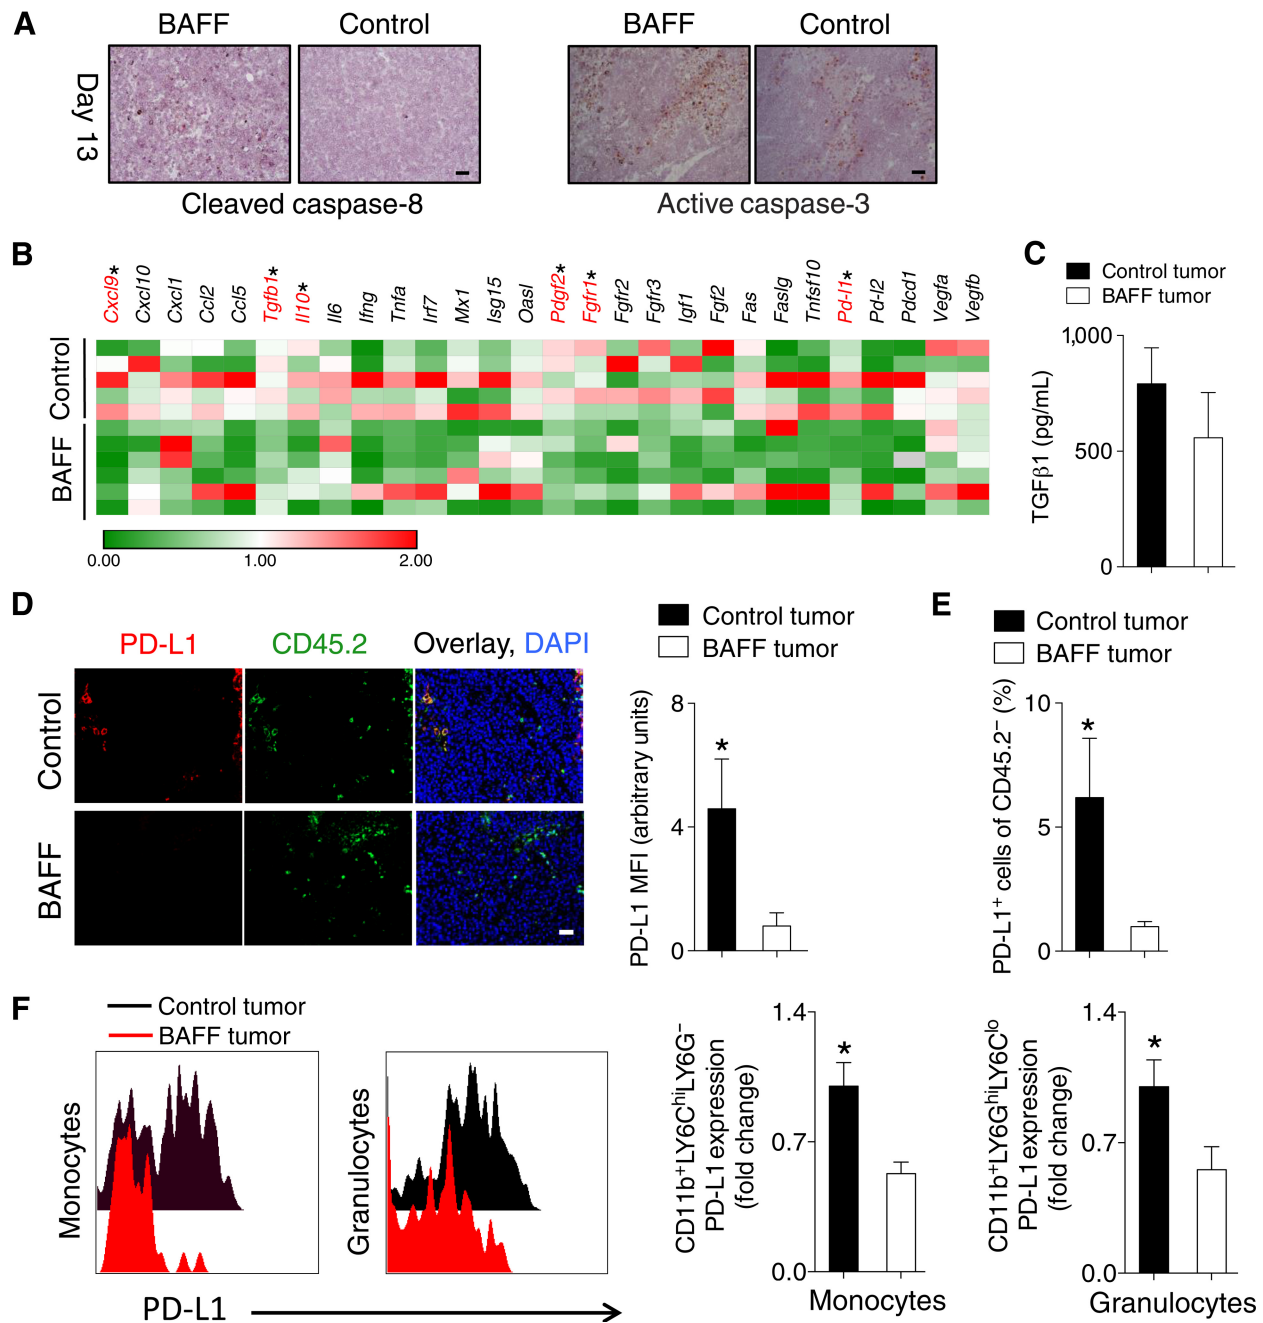 A
BAFF
Control
BAFF
Control
Day 13
Cleaved caspase-8
Active caspase-3
B
Cxcl9*
Cxcl10
Cxcl1
Ccl2
Ccl5
Tgfb1*
Il10*
Il6
Ifng
Tnfa
Irf7
Mx1
Isg15
Oasl
Pdgf2*
Fgfr1*
Fgfr2
Fgfr3
Igf1
Fgf2
Fas
Faslg
Tnfsf10
Pd-l1*
Pd-l2
Pdcd1
Vegfa
Vegfb
Control
BAFF
0.00
1.00
2.00
C
Control tumor
BAFF tumor
TGFβ1 (pg/mL)
1,000
500
0
D
PD-L1
CD45.2
Overlay, DAPI
Control
BAFF
Control tumor
BAFF tumor
PD-L1 MFI (arbitrary units)
8
4
0
*
E
Control tumor
BAFF tumor
PD-L1⁺ cells of CD45.2⁻ (%)
10
5
0
*
F
Control tumor
BAFF tumor
Monocytes
Granulocytes
PD-L1
CD11b⁺LY6CʰⁱLY6G⁻
PD-L1 expression
(fold change)
1.4
0.7
0.0
*
Monocytes
CD11b⁺LY6GʰⁱLY6Cˡᵒ
PD-L1 expression
(fold change)
1.4
0.7
0.0
*
Granulocytes